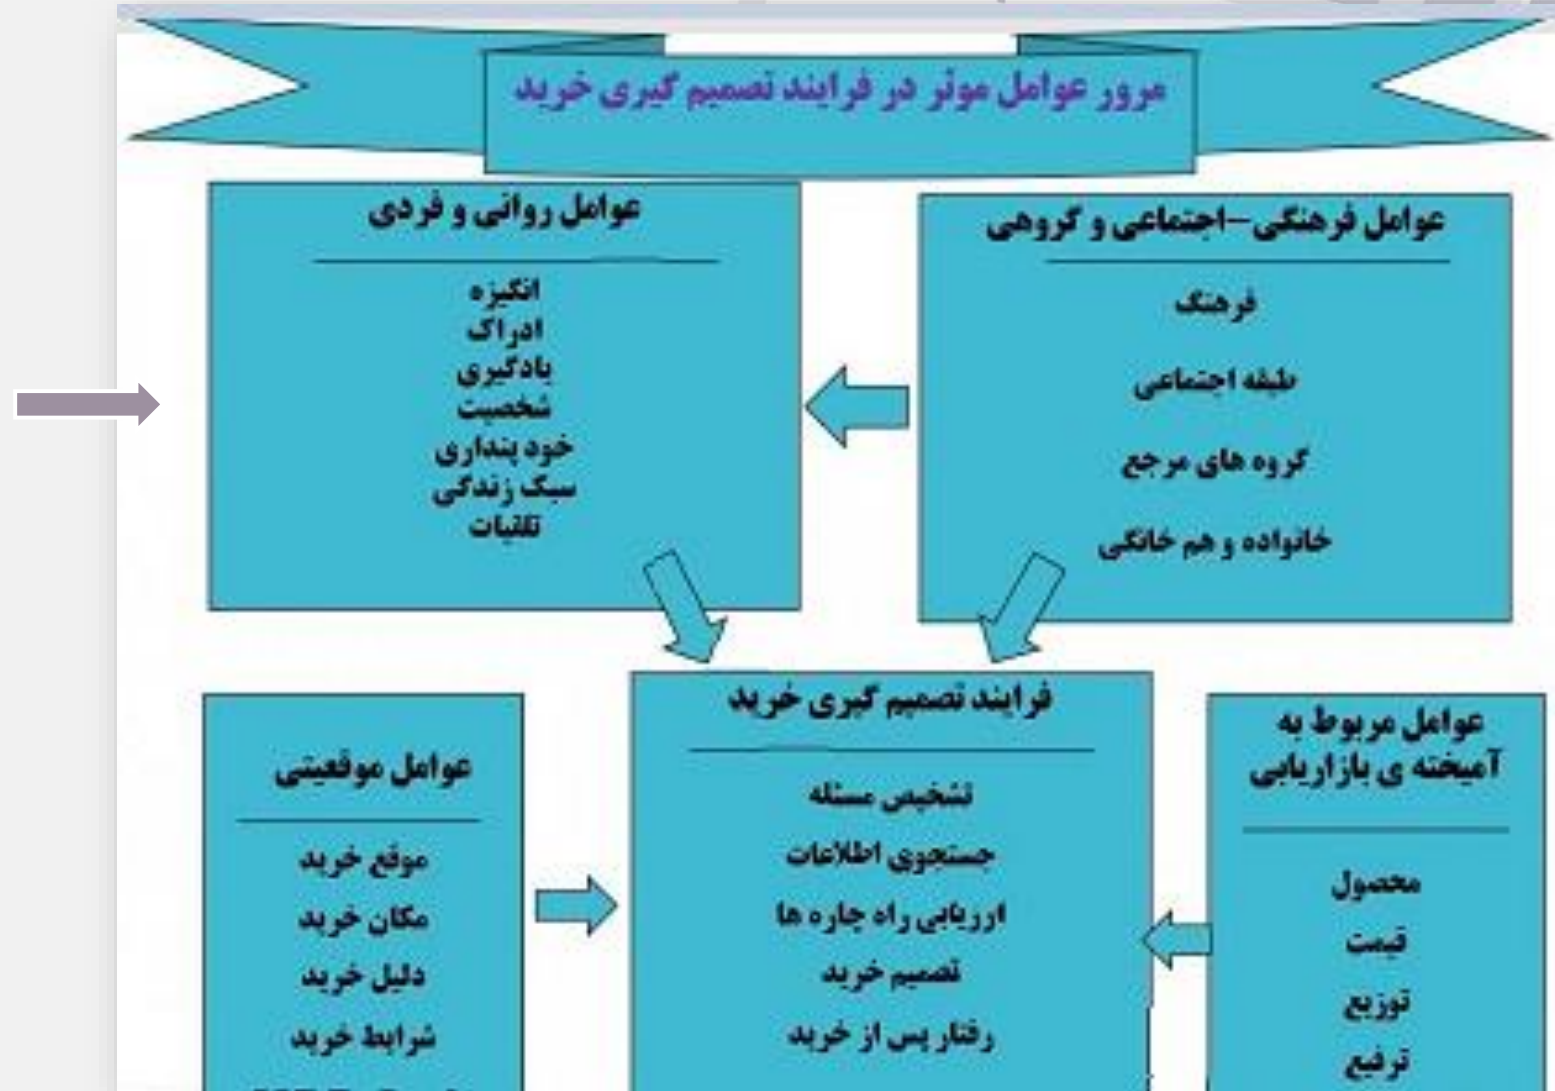 مرور عوامل موثر در فرایند تصمیم گیری خرید
عوامل فرهنگی-اجتماعی و گروهی
فرهنگ
طبقه اجتماعی
گروه های مرجع
خانواده و هم خانگی
عوامل روانی و فردی
انگیزه
ادراک
یادگیری
شخصیت
خود پنداری
سبک زندگی
تلقیات
عوامل مربوط به
آمیخته ی بازاریابی
محصول
قیمت
توزیع
ترفیع
فرایند تصمیم گیری خرید
تشخیص مسئله
جستجوی اطلاعات
ارزیابی راه چاره ها
تصمیم خرید
رفتار پس از خرید
عوامل موقعیتی
موقع خرید
مکان خرید
دلیل خرید
شرایط خرید